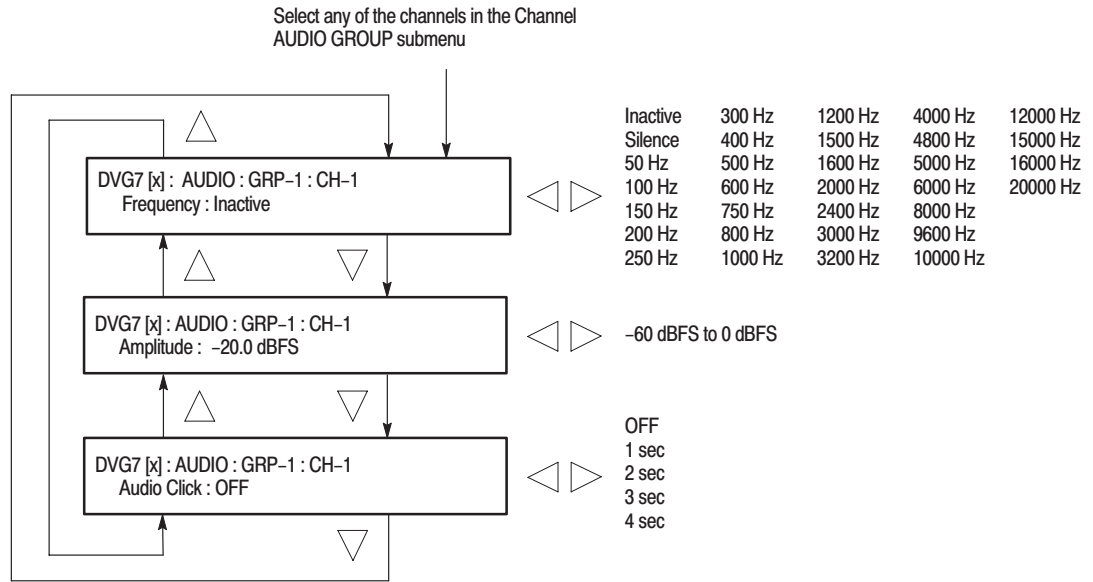 Select any of the channels in the Channel
AUDIO GROUP submenu
DVG7 [x] : AUDIO : GRP–1 : CH–1
Frequency : Inactive
Inactive 300 Hz 1200 Hz 4000 Hz 12000 Hz
Silence 400 Hz 1500 Hz 4800 Hz 15000 Hz
50 Hz 500 Hz 1600 Hz 5000 Hz 16000 Hz
100 Hz 600 Hz 2000 Hz 6000 Hz 20000 Hz
150 Hz 750 Hz 2400 Hz 8000 Hz
200 Hz 800 Hz 3000 Hz 9600 Hz
250 Hz 1000 Hz 3200 Hz 10000 Hz
DVG7 [x] : AUDIO : GRP–1 : CH–1
Amplitude : –20.0 dBFS
–60 dBFS to 0 dBFS
DVG7 [x] : AUDIO : GRP–1 : CH–1
Audio Click : OFF
OFF
1 sec
2 sec
3 sec
4 sec